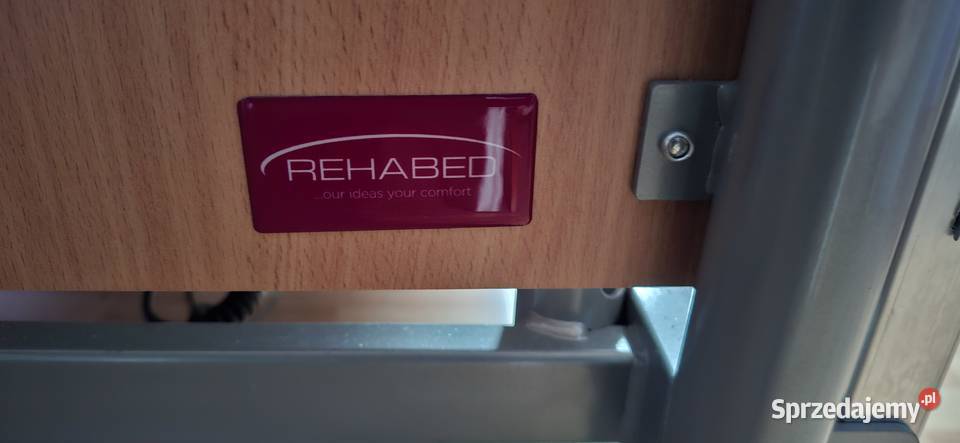 REHABED
...our ideas your comfort
Sprzedajemy.pl